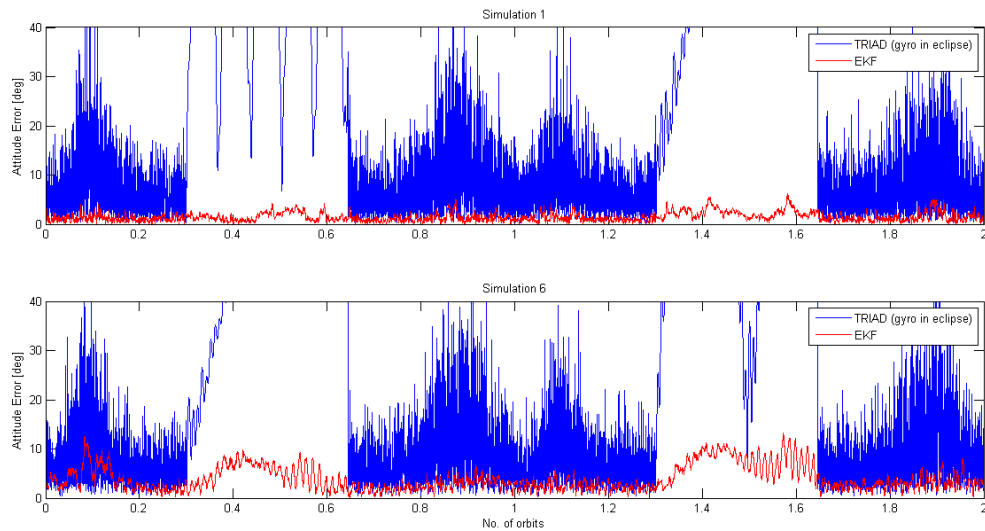 Simulation 1
Attitude Error [deg]
40
30
20
10
0
TRIAD (gyro in eclipse)
EKF
0 0.2 0.4 0.6 0.8 1 1.2 1.4 1.6 1.8 2
Simulation 6
Attitude Error [deg]
40
30
20
10
0
TRIAD (gyro in eclipse)
EKF
0 0.2 0.4 0.6 0.8 1 1.2 1.4 1.6 1.8 2
No. of orbits